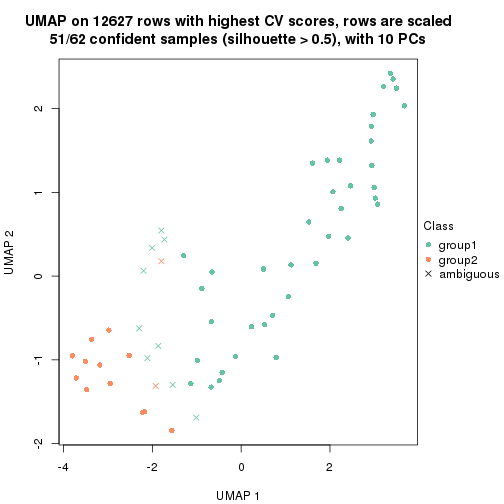 UMAP on 12627 rows with highest CV scores, rows are scaled
51/62 confident samples (silhouette > 0.5), with 10 PCs
UMAP 2
2
1
0
-1
-2
-4
-2
0
2
UMAP 1
Class
group1
group2
ambiguous